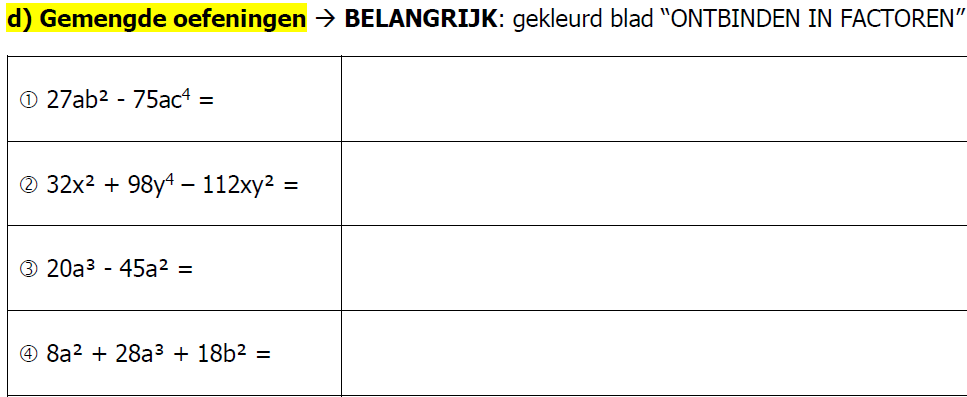 d) Gemengde oefeningen → BELANGRIJK: gekleurd blad “ONTBINDEN IN FACTOREN”
① 27ab² - 75ac⁴ =
② 32x² + 98y⁴ – 112xy² =
③ 20a³ - 45a² =
④ 8a² + 28a³ + 18b² =